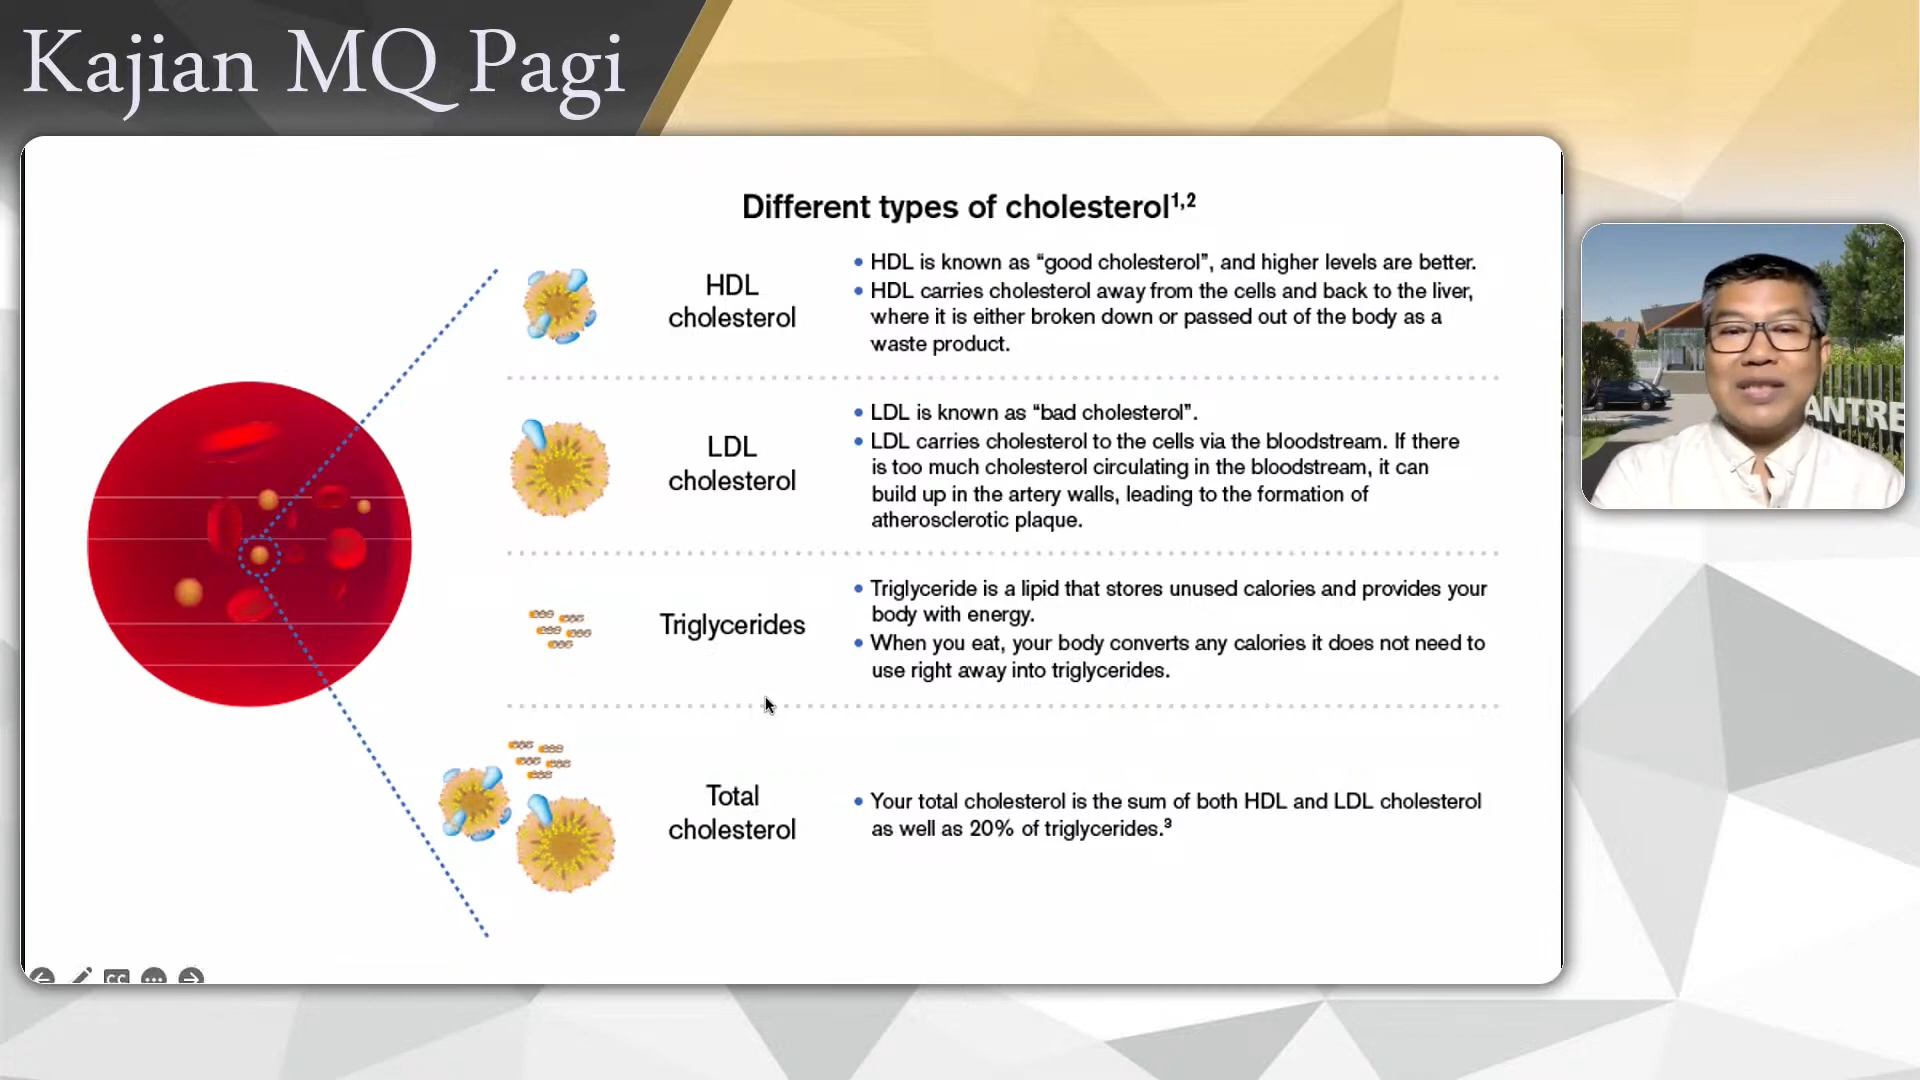 Kajian MQ Pagi
Different types of cholesterol1,2
HDL
cholesterol
• HDL is known as “good cholesterol”, and higher levels are better.
• HDL carries cholesterol away from the cells and back to the liver,
where it is either broken down or passed out of the body as a
waste product.
LDL
cholesterol
• LDL is known as “bad cholesterol”.
• LDL carries cholesterol to the cells via the bloodstream. If there
is too much cholesterol circulating in the bloodstream, it can
build up in the artery walls, leading to the formation of
atherosclerotic plaque.
Triglycerides
• Triglyceride is a lipid that stores unused calories and provides your
body with energy.
• When you eat, your body converts any calories it does not need to
use right away into triglycerides.
Total
cholesterol
• Your total cholesterol is the sum of both HDL and LDL cholesterol
as well as 20% of triglycerides.3
ANTRE
CC